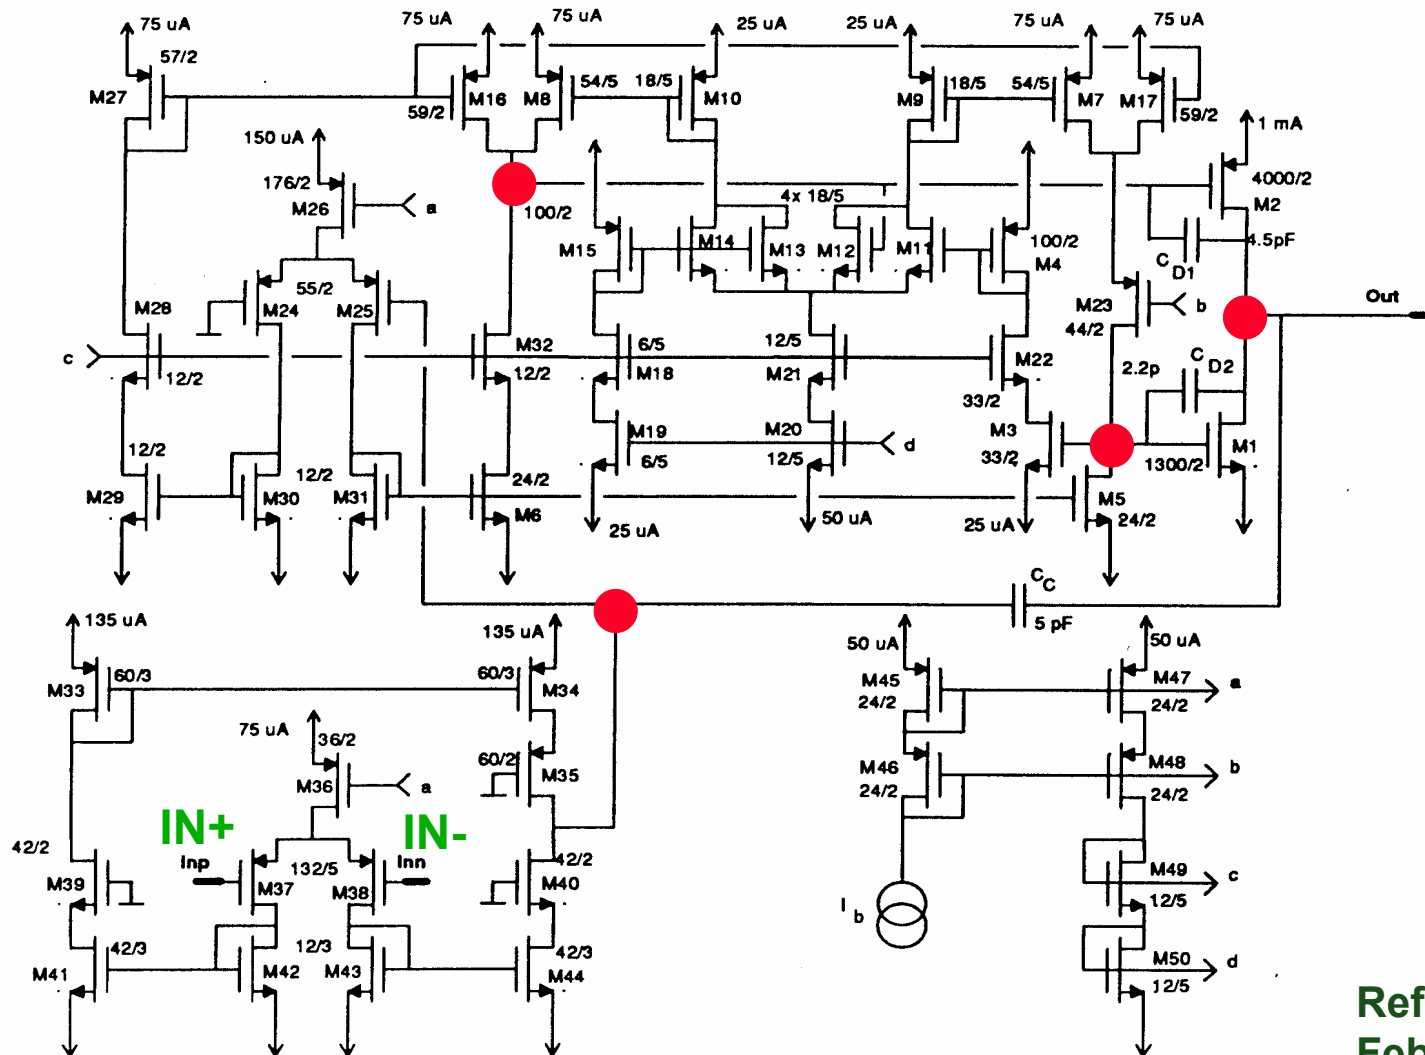 75 uA
75 uA
75 uA
25 uA
25 uA
75 uA
75 uA
57/2
M27
M16
M8
54/5
18/5
M10
M9
18/5
54/5
M7
M17
59/2
59/2
1 mA
150 uA
176/2
M26
a
100/2
4x 18/5
4000/2
M2
M15
M14
M13
M12
M11
100/2
M4
4.5pF
C D1
M28
M24
55/2
M25
M23
44/2
b
Out
c
12/2
M32
12/2
6/5
M18
12/5
M21
M22
33/2
2.2p
C D2
12/2
M19
6/5
M20
12/5
d
M3
33/2
1300/2
M1
M29
M30
12/2
M31
24/2
M6
25 uA
50 uA
25 uA
M5
24/2
C C
5 pF
135 uA
135 uA
50 uA
50 uA
M33
60/3
60/3
M34
M45
24/2
M47
24/2
a
75 uA
36/2
M36
a
60/2
M35
M46
24/2
M48
24/2
b
IN+
IN-
42/2
Inp
132/5
Inn
42/2
M39
M37
M38
M40
M49
12/5
c
I b
42/3
12/3
42/3
M41
M42
M43
M44
M50
12/5
d
Ref
Feb